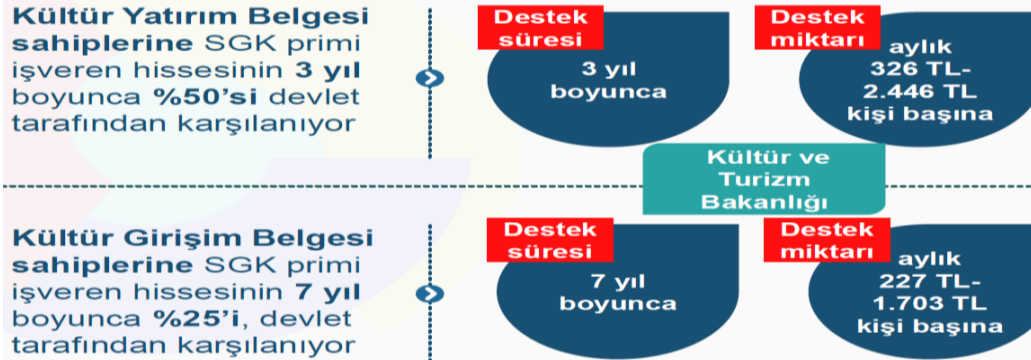 Kültür Yatırım Belgesi
sahiplerine SGK primi
işveren hissesinin 3 yıl
boyunca %50’si devlet
tarafından karşılanıyor
Destek
süresi
3 yıl
boyunca
Destek
miktarı
aylık
326 TL-
2.446 TL
kişi başına
Kültür ve
Turizm
Bakanlığı
Kültür Girişim Belgesi
sahiplerine SGK primi
işveren hissesinin 7 yıl
boyunca %25’i, devlet
tarafından karşılanıyor
Destek
süresi
7 yıl
boyunca
Destek
miktarı
aylık
227 TL-
1.703 TL
kişi başına